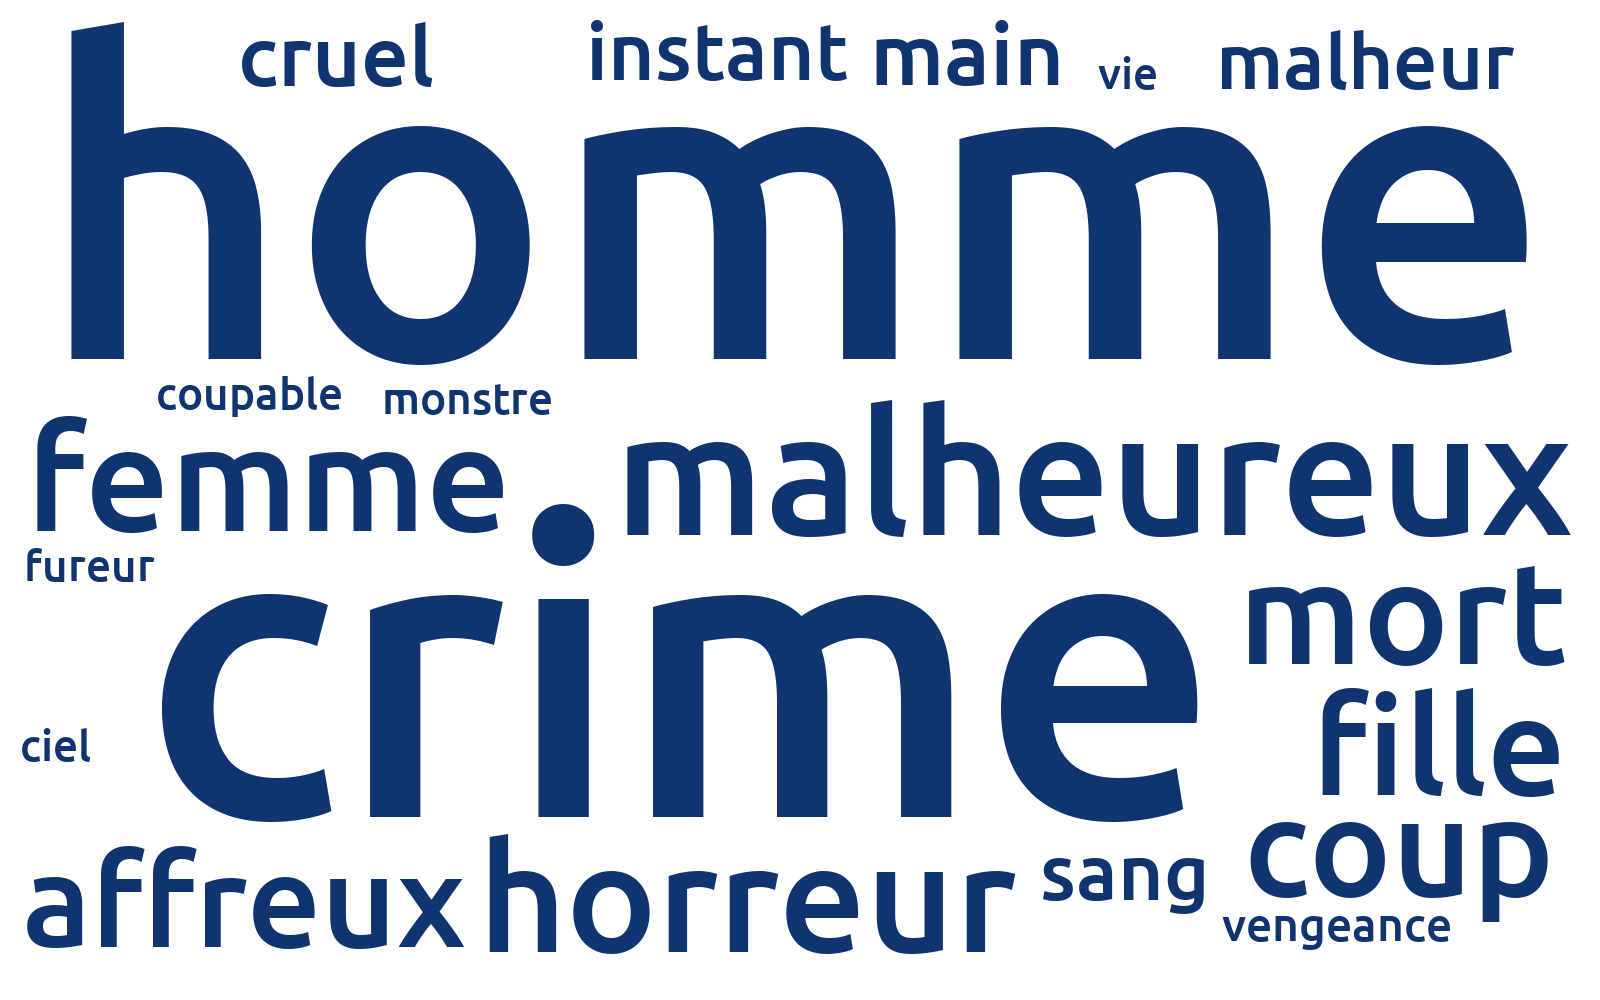 cruel instant main vie malheur
homme
coupable monstre
femme malheureux
fureur
crime mort
fille
ciel
affreux horreur sang coup
vengeance